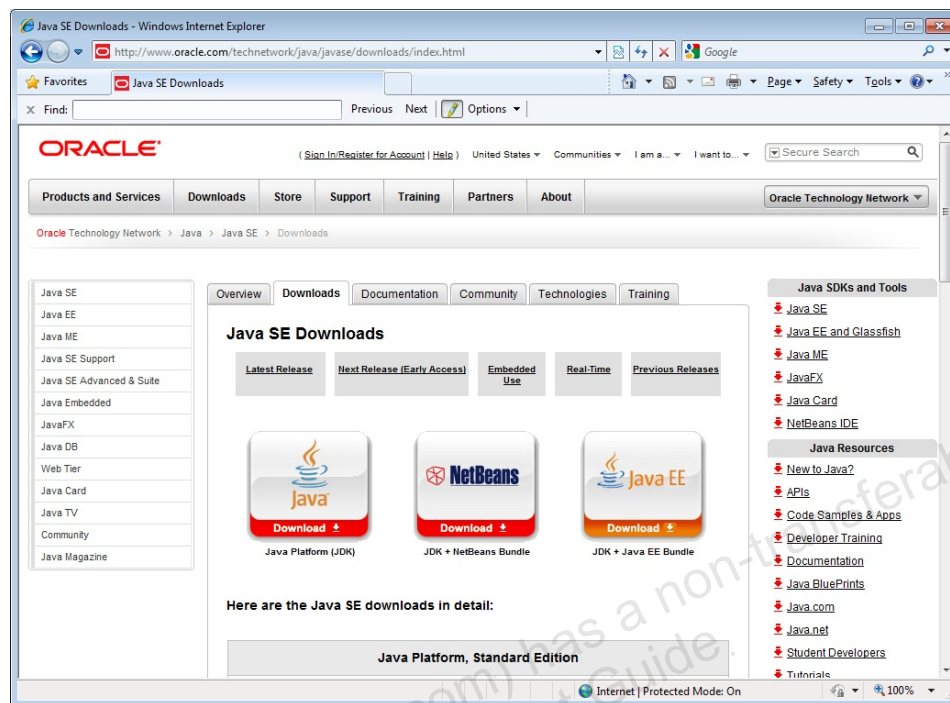 Java SE Downloads - Windows Internet Explorer
http://www.oracle.com/technetwork/java/javase/downloads/index.html
Google
Favorites
Java SE Downloads
Page
Safety
Tools
X Find:
Previous Next
Options
ORACLE
( Sign In/Register for Account | Help ) United States Communities I am a... I want to...
Secure Search
Products and Services Downloads Store Support Training Partners About
Oracle Technology Network
Oracle Technology Network > Java > Java SE > Downloads
Java SE
Java EE
Java ME
Java SE Support
Java SE Advanced & Suite
Java Embedded
JavaFX
Java DB
Web Tier
Java Card
Java TV
Community
Java Magazine
Overview Downloads Documentation Community Technologies Training
Java SE Downloads
Latest Release Next Release (Early Access) Embedded Use Real-Time Previous Releases
Java
Download
Java Platform (JDK)
NetBeans
Download
JDK + NetBeans Bundle
Java EE
Download
JDK + Java EE Bundle
Here are the Java SE downloads in detail:
Java Platform, Standard Edition
Java SDKs and Tools
Java SE
Java EE and Glassfish
Java ME
JavaFX
Java Card
NetBeans IDE
Java Resources
New to Java?
APIs
Code Samples & Apps
Developer Training
Documentation
Java BluePrints
Java.com
Java.net
Student Developers
Tutorials
Internet | Protected Mode: On
100%
com) has a non-transferab
Guide.